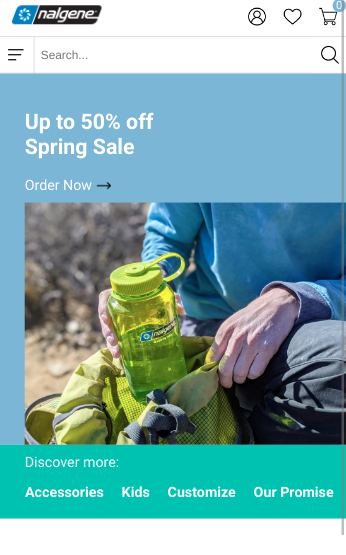 nalgene
0
Search...
Up to 50% off
Spring Sale
Order Now
nalgene
Discover more:
Accessories Kids Customize Our Promise